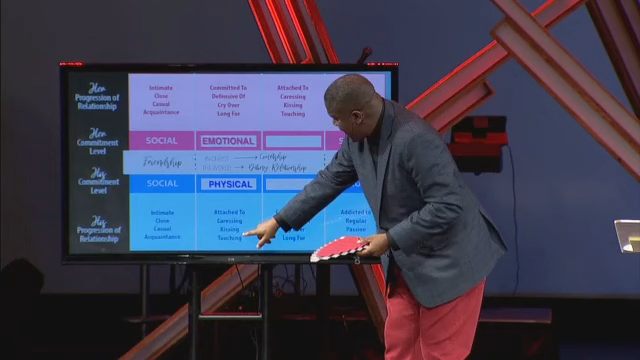 Her
Progression of
Relationship
Intimate
Close
Casual
Acquaintance
Committed To
Defensive Of
Cry Over
Long For
Attached To
Caressing
Kissing
Touching
Her
Commitment
Level
SOCIAL
EMOTIONAL
Friendship
Courtship
Dating Relationship
His
Commitment
Level
SOCIAL
PHYSICAL
His
Progression of
Relationship
Intimate
Close
Casual
Acquaintance
Attached To
Caressing
Kissing
Touching
Long For
Addicted to
Regular
Passion